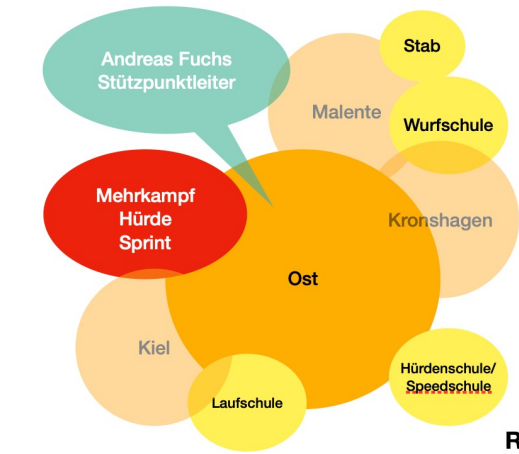 Andreas Fuchs
Stützpunktleiter
Stab
Malente
Wurfschule
Mehrkampf
Hürde
Sprint
Kronshagen
Ost
Kiel
Hürdenschule/
Speedschule
Laufschule
R